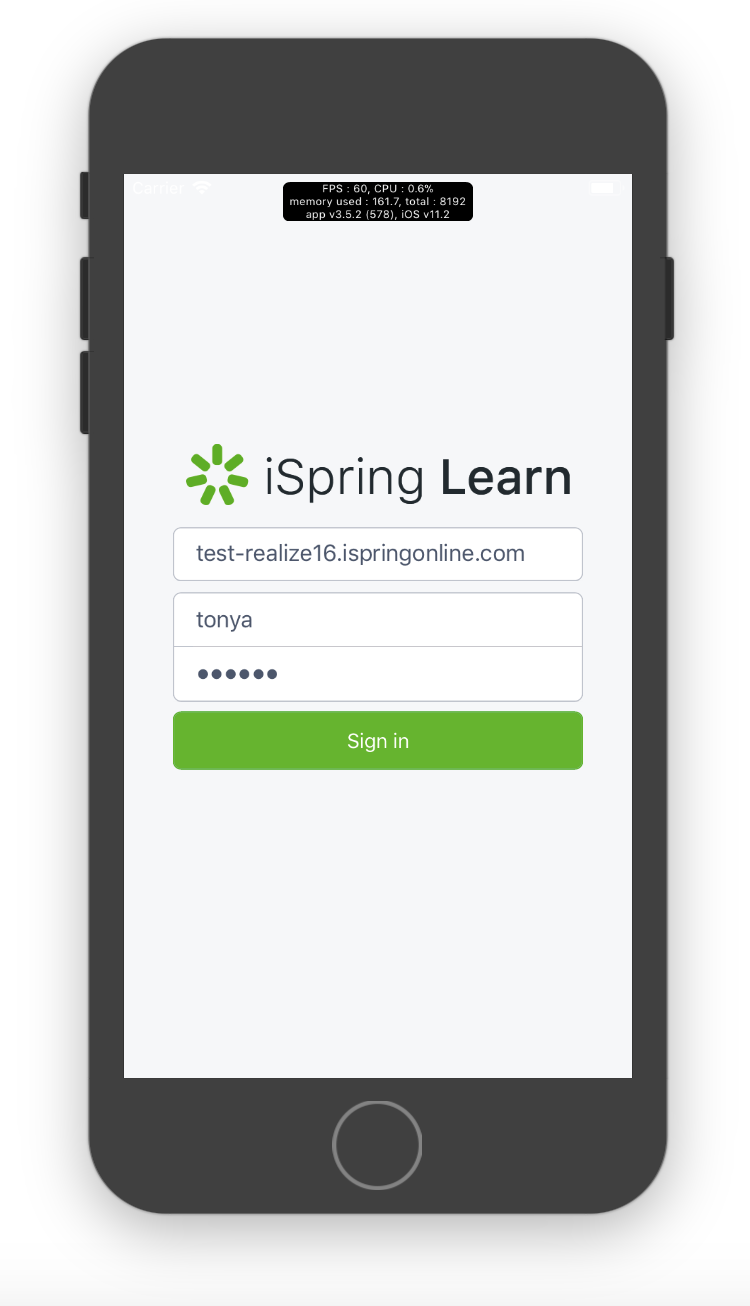 Carrier
FPS : 60, CPU : 0.6%
memory used : 161.7, total : 8192
app v3.5.2 (578), iOS v11.2
iSpring Learn
test-realize16.ispringonline.com
tonya
••••••
Sign in